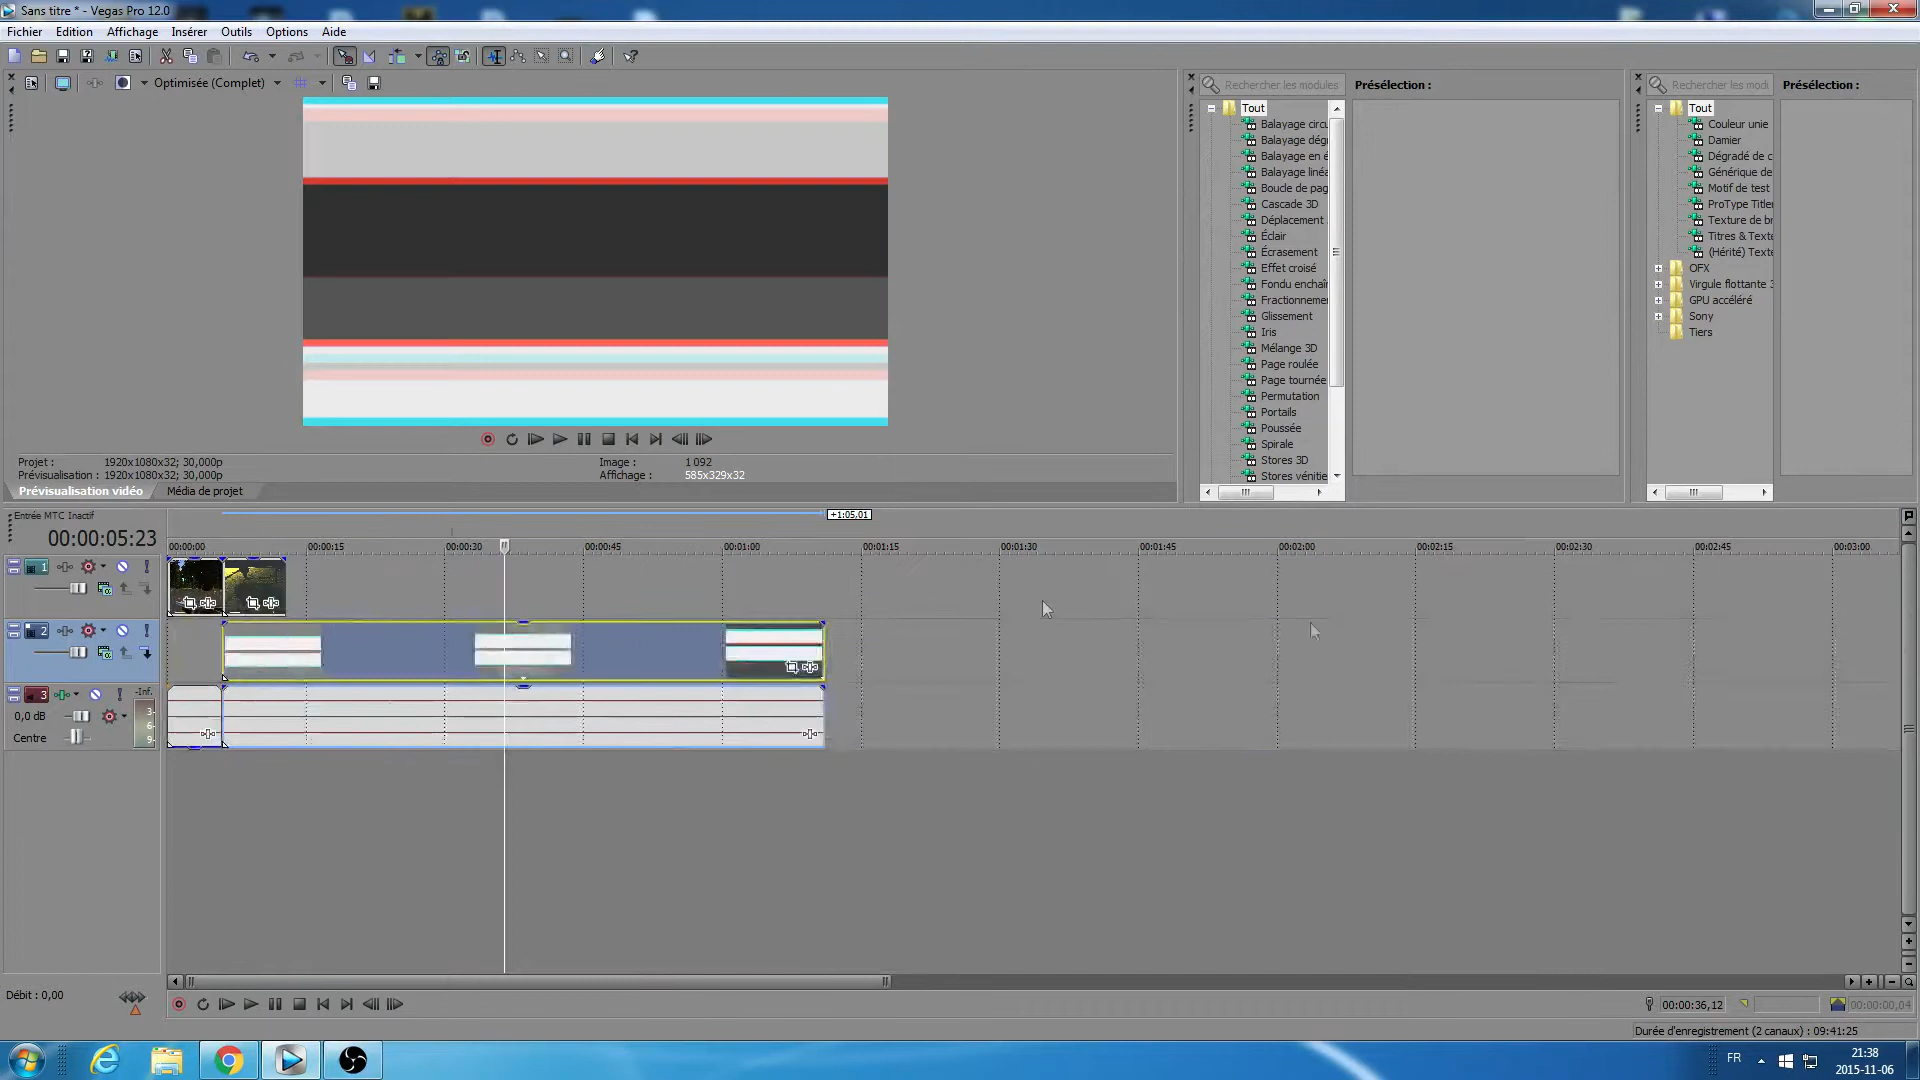 Sans titre * - Vegas Pro 12.0
Fichier Edition Affichage Insérer Outils Options Aide
Optimisée (Complet)
Projet : 1920x1080x32; 30,000p
Prévisualisation : 1920x1080x32; 30,000p
Image : 1 092
Affichage : 585x329x32
Prévisualisation vidéo Média de projet
Rechercher les modules Présélection :
Tout
Balayage circu
Balayage dég
Balayage en é
Balayage linéa
Boucle de pag
Cascade 3D
Déplacement
Éclair
Écrasement
Effet croisé
Fondu enchaîn
Fractionneme
Glissement
Iris
Mélange 3D
Page roulée
Page tournée
Permutation
Portails
Poussée
Spirale
Stores 3D
Stores vénitie
Rechercher les modu Présélection :
Tout
Couleur unie
Damier
Dégradé de c
Générique de
Motif de test
ProType Titler
Texture de br
Titres & Texte
(Hérité) Texte
OFX
Virgule flottante 3
GPU accéléré
Sony
Tiers
Entrée MTC Inactif
00:00:05:23
+1:05,01
00:00:00 00:00:15 00:00:30 00:00:45 00:01:00 00:01:15 00:01:30 00:01:45 00:02:00 00:02:15 00:02:30 00:02:45 00:03:00
1
2
3 -Inf.
0,0 dB
Centre
3
6
9
Débit : 0,00
00:00:36,12
00:00:00,04
Durée d'enregistrement (2 canaux) : 09:41:25
FR
21:38
2015-11-06